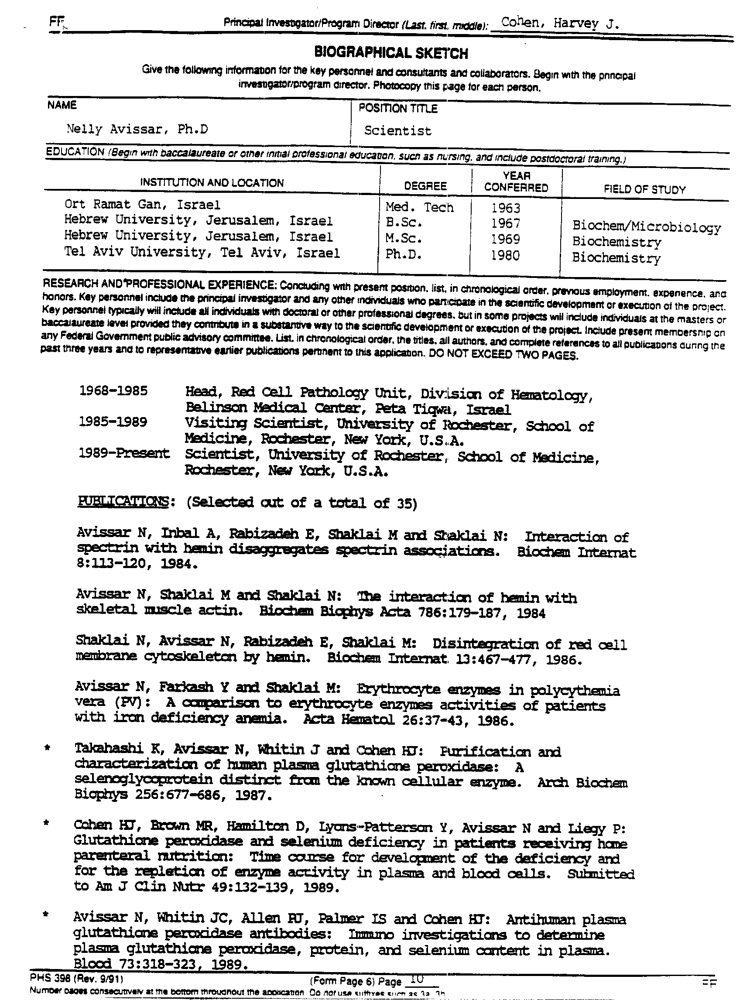 FF
Principal Investigator/Program Director (Last, first, middle): Cohen, Harvey J.
BIOGRAPHICAL SKETCH
Give the following information for the key personnel and consultants and collaborators. Begin with the principal
investigator/program director. Photocopy this page for each person.
NAME
POSITION TITLE
Nelly Avissar, Ph.D
Scientist
EDUCATION (Begin with baccalaureate or other initial professional education, such as nursing, and include postdoctoral training.)
INSTITUTION AND LOCATION
DEGREE
YEAR
CONFERRED
FIELD OF STUDY
Ort Ramat Gan, Israel Med. Tech 1963
Hebrew University, Jerusalem, Israel B.Sc. 1967 Biochem/Microbiology
Hebrew University, Jerusalem, Israel M.Sc. 1969 Biochemistry
Tel Aviv University, Tel Aviv, Israel Ph.D. 1980 Biochemistry
RESEARCH AND PROFESSIONAL EXPERIENCE: Concluding with present position, list, in chronological order, previous employment, experience, and
honors. Key personnel include the principal investigator and any other individuals who participate in the scientific development or execution of the project.
Key personnel typically will include all individuals with doctoral or other professional degrees, but in some projects will include individuals at the masters or
baccalaureate level provided they contribute in a substantive way to the scientific development or execution of the project. Include present membership on
any Federal Government public advisory committee. List, in chronological order, the titles, all authors, and complete references to all publications during the
past three years and to representative earlier publications pertinent to this application. DO NOT EXCEED TWO PAGES.
1968-1985 Head, Red Cell Pathology Unit, Division of Hematology,
Belinson Medical Center, Peta Tiqwa, Israel
1985-1989 Visiting Scientist, University of Rochester, School of
Medicine, Rochester, New York, U.S.A.
1989-Present Scientist, University of Rochester, School of Medicine,
Rochester, New York, U.S.A.
PUBLICATIONS: (Selected out of a total of 35)
Avissar N, Inbal A, Rabizadeh E, Shaklai M and Shaklai N: Interaction of
spectrin with hemin disaggregates spectrin associations. Biochem Internat
8:113-120, 1984.
Avissar N, Shaklai M and Shaklai N: The interaction of hemin with
skeletal muscle actin. Biochem Biophys Acta 786:179-187, 1984
Shaklai N, Avissar N, Rabizadeh E, Shaklai M: Disintegration of red cell
membrane cytoskeleton by hemin. Biochem Internat 13:467-477, 1986.
Avissar N, Farkash Y and Shaklai M: Erythrocyte enzymes in polycythemia
vera (PV): A comparison to erythrocyte enzymes activities of patients
with iron deficiency anemia. Acta Hematol 26:37-43, 1986.
* Takahashi K, Avissar N, Whitin J and Cohen HJ: Purification and
characterization of human plasma glutathione peroxidase: A
selenoglycoprotein distinct from the known cellular enzyme. Arch Biochem
Biophys 256:677-686, 1987.
* Cohen HJ, Brown MR, Hamilton D, Lyons-Patterson Y, Avissar N and Liegy P:
Glutathione peroxidase and selenium deficiency in patients receiving home
parenteral nutrition: Time course for development of the deficiency and
for the repletion of enzyme activity in plasma and blood cells. Submitted
to Am J Clin Nutr 49:132-139, 1989.
* Avissar N, Whitin JC, Allen RJ, Palmer IS and Cohen HJ: Antihuman plasma
glutathione peroxidase antibodies: Immuno investigations to determine
plasma glutathione peroxidase, protein, and selenium content in plasma.
Blood 73:318-323, 1989.
PHS 398 (Rev. 9/91) (Form Page 6) Page 10 FF
Number pages consecutively at the bottom throughout the application. Do not use suffixes such as 3a, 3b.